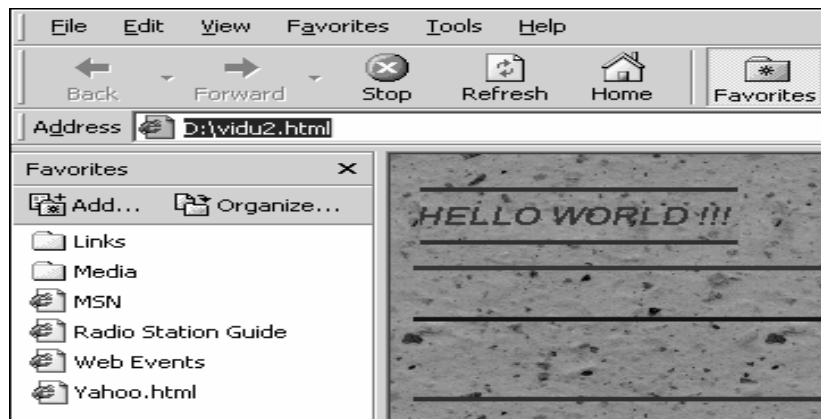 File Edit View Favorites Tools Help
Back Forward Stop Refresh Home Favorites
Address D:\vidu2.html
Favorites
Add... Organize...
Links
Media
MSN
Radio Station Guide
Web Events
Yahoo.html
HELLO WORLD !!!